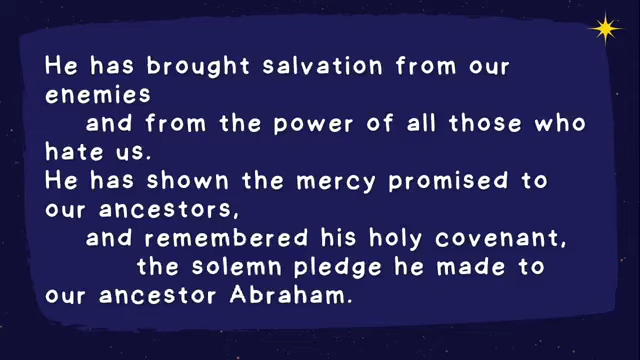 He has brought salvation from our
enemies
and from the power of all those who
hate us.
He has shown the mercy promised to
our ancestors,
and remembered his holy covenant,
the solemn pledge he made to
our ancestor Abraham.